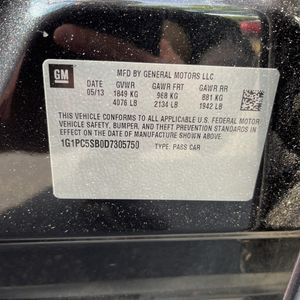 GM
MFD BY GENERAL MOTORS LLC
DATE GVWR GAWR FRT GAWR RR
05/13 1849 KG 968 KG 881 KG
4076 LB 2134 LB 1942 LB
THIS VEHICLE CONFORMS TO ALL APPLICABLE U.S. FEDERAL MOTOR
VEHICLE SAFETY, BUMPER, AND THEFT PREVENTION STANDARDS IN
EFFECT ON THE DATE OF MANUFACTURE SHOWN ABOVE.
1G1PC5SB0D7305750 TYPE: PASS CAR